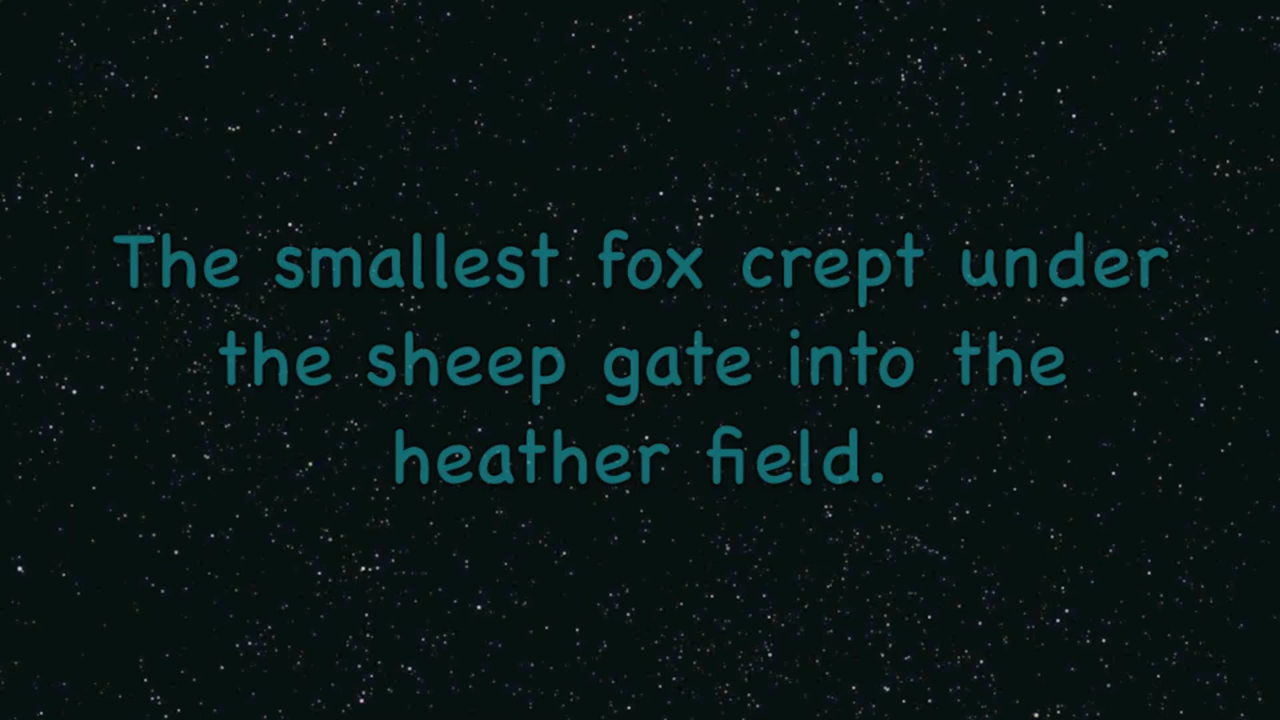 The smallest fox crept under
the sheep gate into the
heather field.